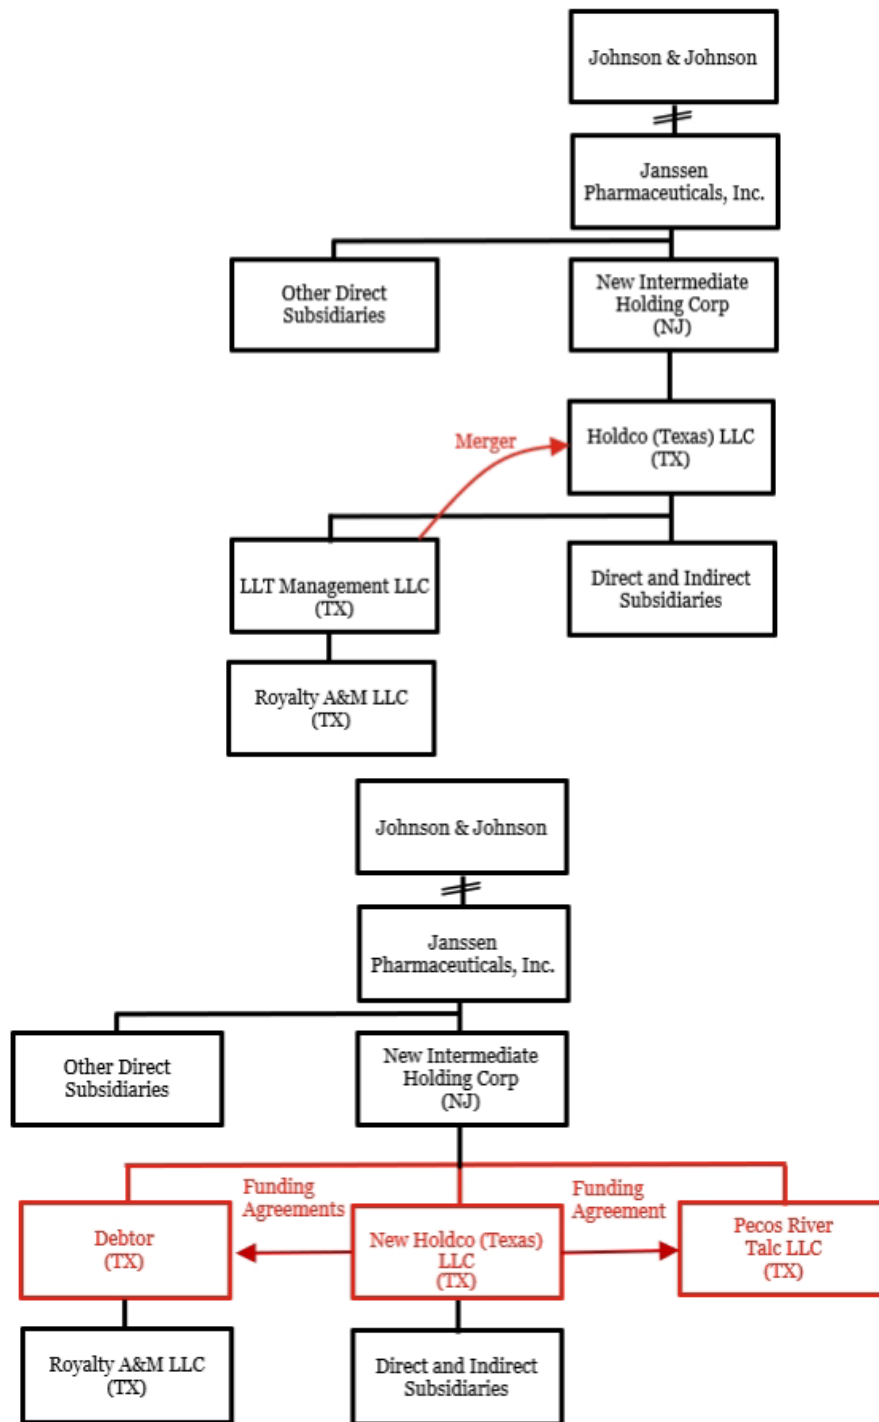 Johnson & Johnson
Janssen
Pharmaceuticals, Inc.
Other Direct
Subsidiaries
New Intermediate
Holding Corp
(NJ)
Merger
Holdco (Texas) LLC
(TX)
LLT Management LLC
(TX)
Direct and Indirect
Subsidiaries
Royalty A&M LLC
(TX)
Johnson & Johnson
Janssen
Pharmaceuticals, Inc.
Other Direct
Subsidiaries
New Intermediate
Holding Corp
(NJ)
Funding
Agreements
Funding
Agreement
Debtor
(TX)
New Holdco (Texas)
LLC
(TX)
Pecos River
Talc LLC
(TX)
Royalty A&M LLC
(TX)
Direct and Indirect
Subsidiaries